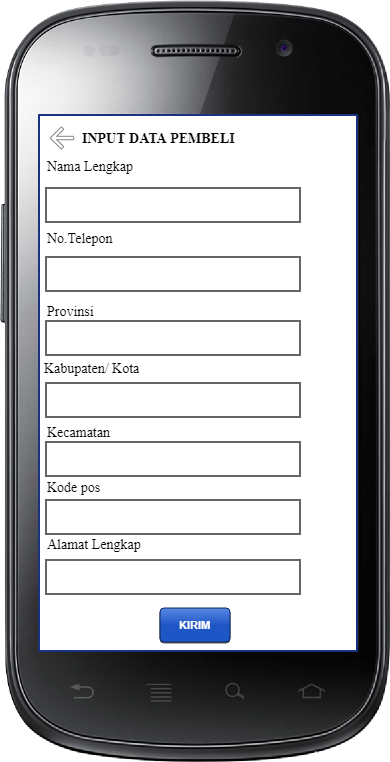 INPUT DATA PEMBELI
Nama Lengkap
No.Telepon
Provinsi
Kabupaten/ Kota
Kecamatan
Kode pos
Alamat Lengkap
KIRIM